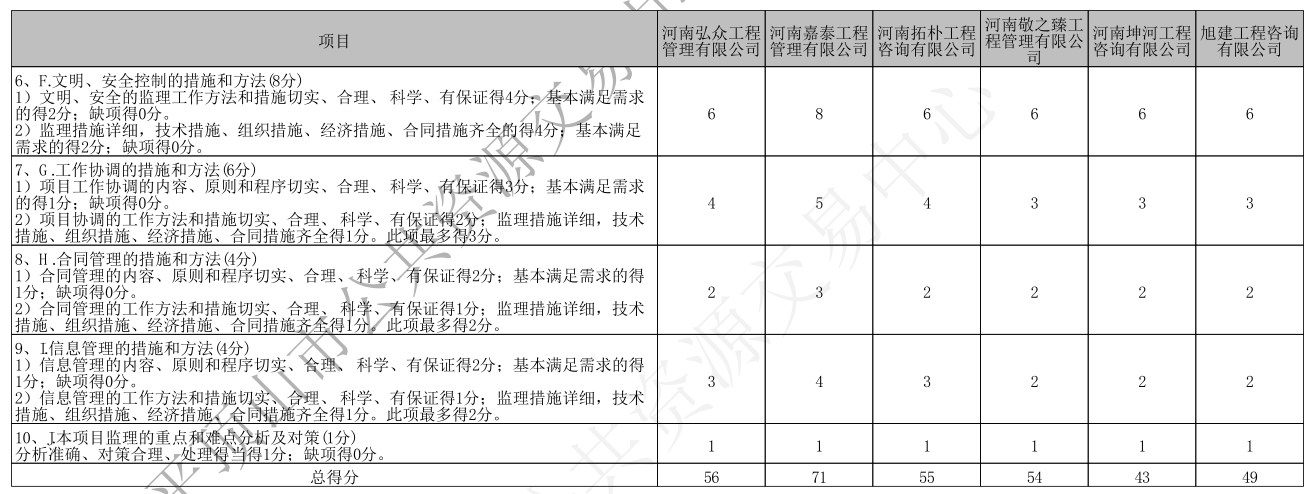 项目
河南弘众工程
管理有限公司
河南嘉泰工程
管理有限公司
河南拓朴工程
咨询有限公司
河南敬之臻工
程管理有限公
司
河南坤河工程
咨询有限公司
旭建工程咨询
有限公司
6、F.文明、安全控制的措施和方法(8分)
1）文明、安全的监理工作方法和措施切实、合理、 科学、有保证得4分；基本满足需求
的得2分；缺项得0分。
2）监理措施详细，技术措施、组织措施、经济措施、合同措施齐全的得4分；基本满足
需求的得2分；缺项得0分。
6 8 6 6 6 6
7、G.工作协调的措施和方法(6分)
1）项目工作协调的内容、原则和程序切实、合理、 科学、有保证得3分；基本满足需求
的得1分；缺项得0分。
2）项目协调的工作方法和措施切实、合理、 科学、有保证得2分；监理措施详细，技术
措施、组织措施、经济措施、合同措施齐全得1分。此项最多得3分。
4 5 4 3 3 3
8、H.合同管理的措施和方法(4分)
1）合同管理的内容、原则和程序切实、合理、 科学、有保证得2分；基本满足需求的得
1分；缺项得0分。
2）合同管理的工作方法和措施切实、合理、 科学、有保证得1分；监理措施详细，技术
措施、组织措施、经济措施、合同措施齐全得1分。此项最多得2分。
2 3 2 2 2 2
9、I信息管理的措施和方法(4分)
1）信息管理的内容、原则和程序切实、合理、 科学、有保证得2分；基本满足需求的得
1分；缺项得0分。
2）信息管理的工作方法和措施切实、合理、 科学、有保证得1分；监理措施详细，技术
措施、组织措施、经济措施、合同措施齐全得1分。此项最多得2分。
3 4 3 2 2 2
10、J本项目监理的重点和难点分析及对策(1分)
分析准确、对策合理、处理得当得1分；缺项得0分。
1 1 1 1 1 1
总得分 56 71 55 54 43 49
平顶山市公共资源交易中
共资源交易中心